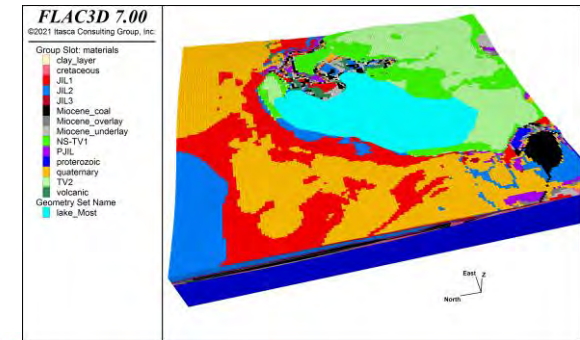 FLAC3D 7.00
©2021 Itasca Consulting Group, Inc.
Group Slot: materials
clay_layer
cretaceous
JIL1
JIL2
JIL3
Miocene_coal
Miocene_overlay
Miocene_underlay
NS-TV1
PJIL
proterozoic
quaternary
TV2
volcanic
Geometry Set Name
lake_Most
East Z
North